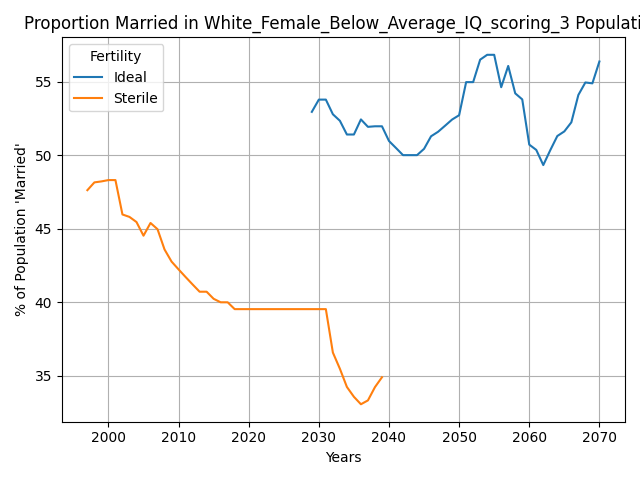 Proportion Married in White_Female_Below_Average_IQ_scoring_3 Populati
Fertility
Ideal
Sterile
% of Population 'Married'
55
50
45
40
35
2000 2010 2020 2030 2040 2050 2060 2070
Years